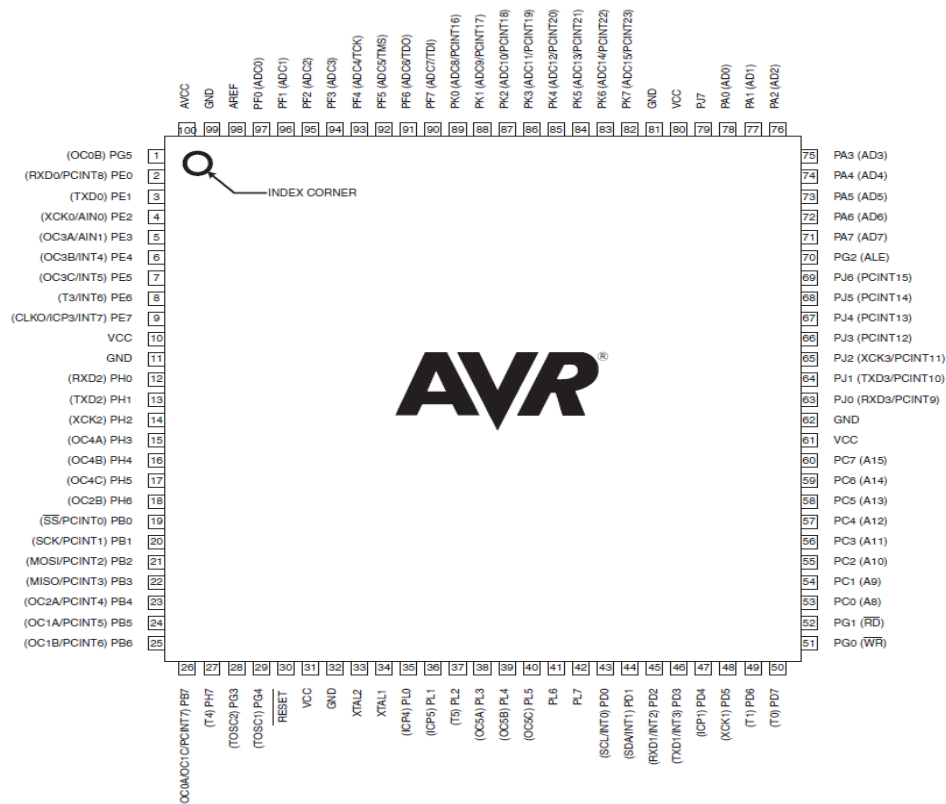 AVCC
GND
AREF
PF0 (ADC0)
PF1 (ADC1)
PF2 (ADC2)
PF3 (ADC3)
PF4 (ADC4/TCK)
PF5 (ADC5/TMS)
PF6 (ADC6/TDO)
PF7 (ADC7/TDI)
PK0 (ADC8/PCINT16)
PK1 (ADC9/PCINT17)
PK2 (ADC10/PCINT18)
PK3 (ADC11/PCINT19)
PK4 (ADC12/PCINT20)
PK5 (ADC13/PCINT21)
PK6 (ADC14/PCINT22)
PK7 (ADC15/PCINT23)
GND
VCC
PJ7
PA0 (AD0)
PA1 (AD1)
PA2 (AD2)
100 99 98 97 96 95 94 93 92 91 90 89 88 87 86 85 84 83 82 81 80 79 78 77 76
(OC0B) PG5 1
(RXD0/PCINT8) PE0 2
(TXD0) PE1 3
(XCK0/AIN0) PE2 4
(OC3A/AIN1) PE3 5
(OC3B/INT4) PE4 6
(OC3C/INT5) PE5 7
(T3/INT6) PE6 8
(CLKO/ICP3/INT7) PE7 9
VCC 10
GND 11
(RXD2) PH0 12
(TXD2) PH1 13
(XCK2) PH2 14
(OC4A) PH3 15
(OC4B) PH4 16
(OC4C) PH5 17
(OC2B) PH6 18
(SS/PCINT0) PB0 19
(SCK/PCINT1) PB1 20
(MOSI/PCINT2) PB2 21
(MISO/PCINT3) PB3 22
(OC2A/PCINT4) PB4 23
(OC1A/PCINT5) PB5 24
(OC1B/PCINT6) PB6 25
INDEX CORNER
AVR®
75 PA3 (AD3)
74 PA4 (AD4)
73 PA5 (AD5)
72 PA6 (AD6)
71 PA7 (AD7)
70 PG2 (ALE)
69 PJ6 (PCINT15)
68 PJ5 (PCINT14)
67 PJ4 (PCINT13)
66 PJ3 (PCINT12)
65 PJ2 (XCK3/PCINT11)
64 PJ1 (TXD3/PCINT10)
63 PJ0 (RXD3/PCINT9)
62 GND
61 VCC
60 PC7 (A15)
59 PC6 (A14)
58 PC5 (A13)
57 PC4 (A12)
56 PC3 (A11)
55 PC2 (A10)
54 PC1 (A9)
53 PC0 (A8)
52 PG1 (RD)
51 PG0 (WR)
26 27 28 29 30 31 32 33 34 35 36 37 38 39 40 41 42 43 44 45 46 47 48 49 50
(OC0A/OC1C/PCINT7) PB7
(T4) PH7
(TOSC2) PG3
(TOSC1) PG4
RESET
VCC
GND
XTAL2
XTAL1
(ICP4) PL0
(ICP5) PL1
(T5) PL2
(OC5A) PL3
(OC5B) PL4
(OC5C) PL5
PL6
PL7
(SCL/INT0) PD0
(SDA/INT1) PD1
(RXD1/INT2) PD2
(TXD1/INT3) PD3
(ICP1) PD4
(XCK1) PD5
(T1) PD6
(T0) PD7